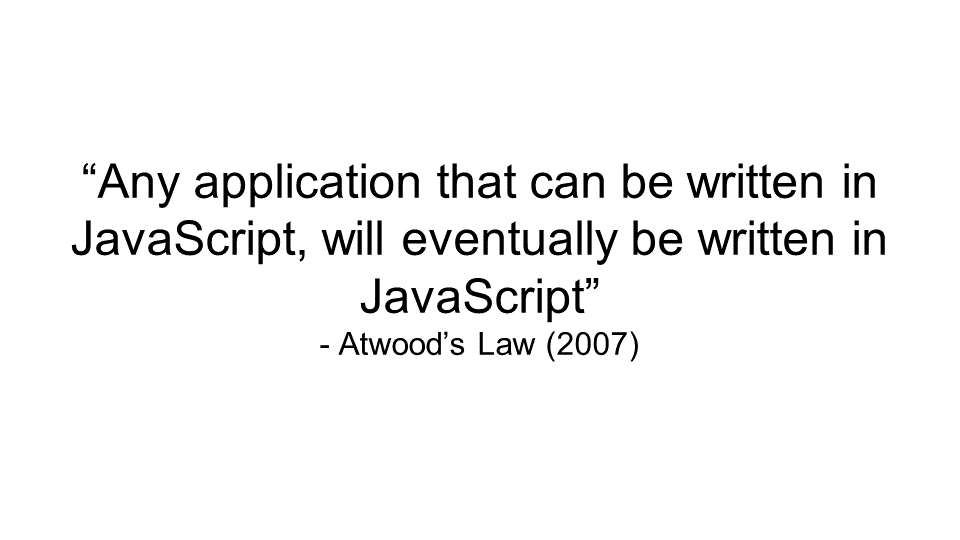 “Any application that can be written in
JavaScript, will eventually be written in
JavaScript”
- Atwood’s Law (2007)